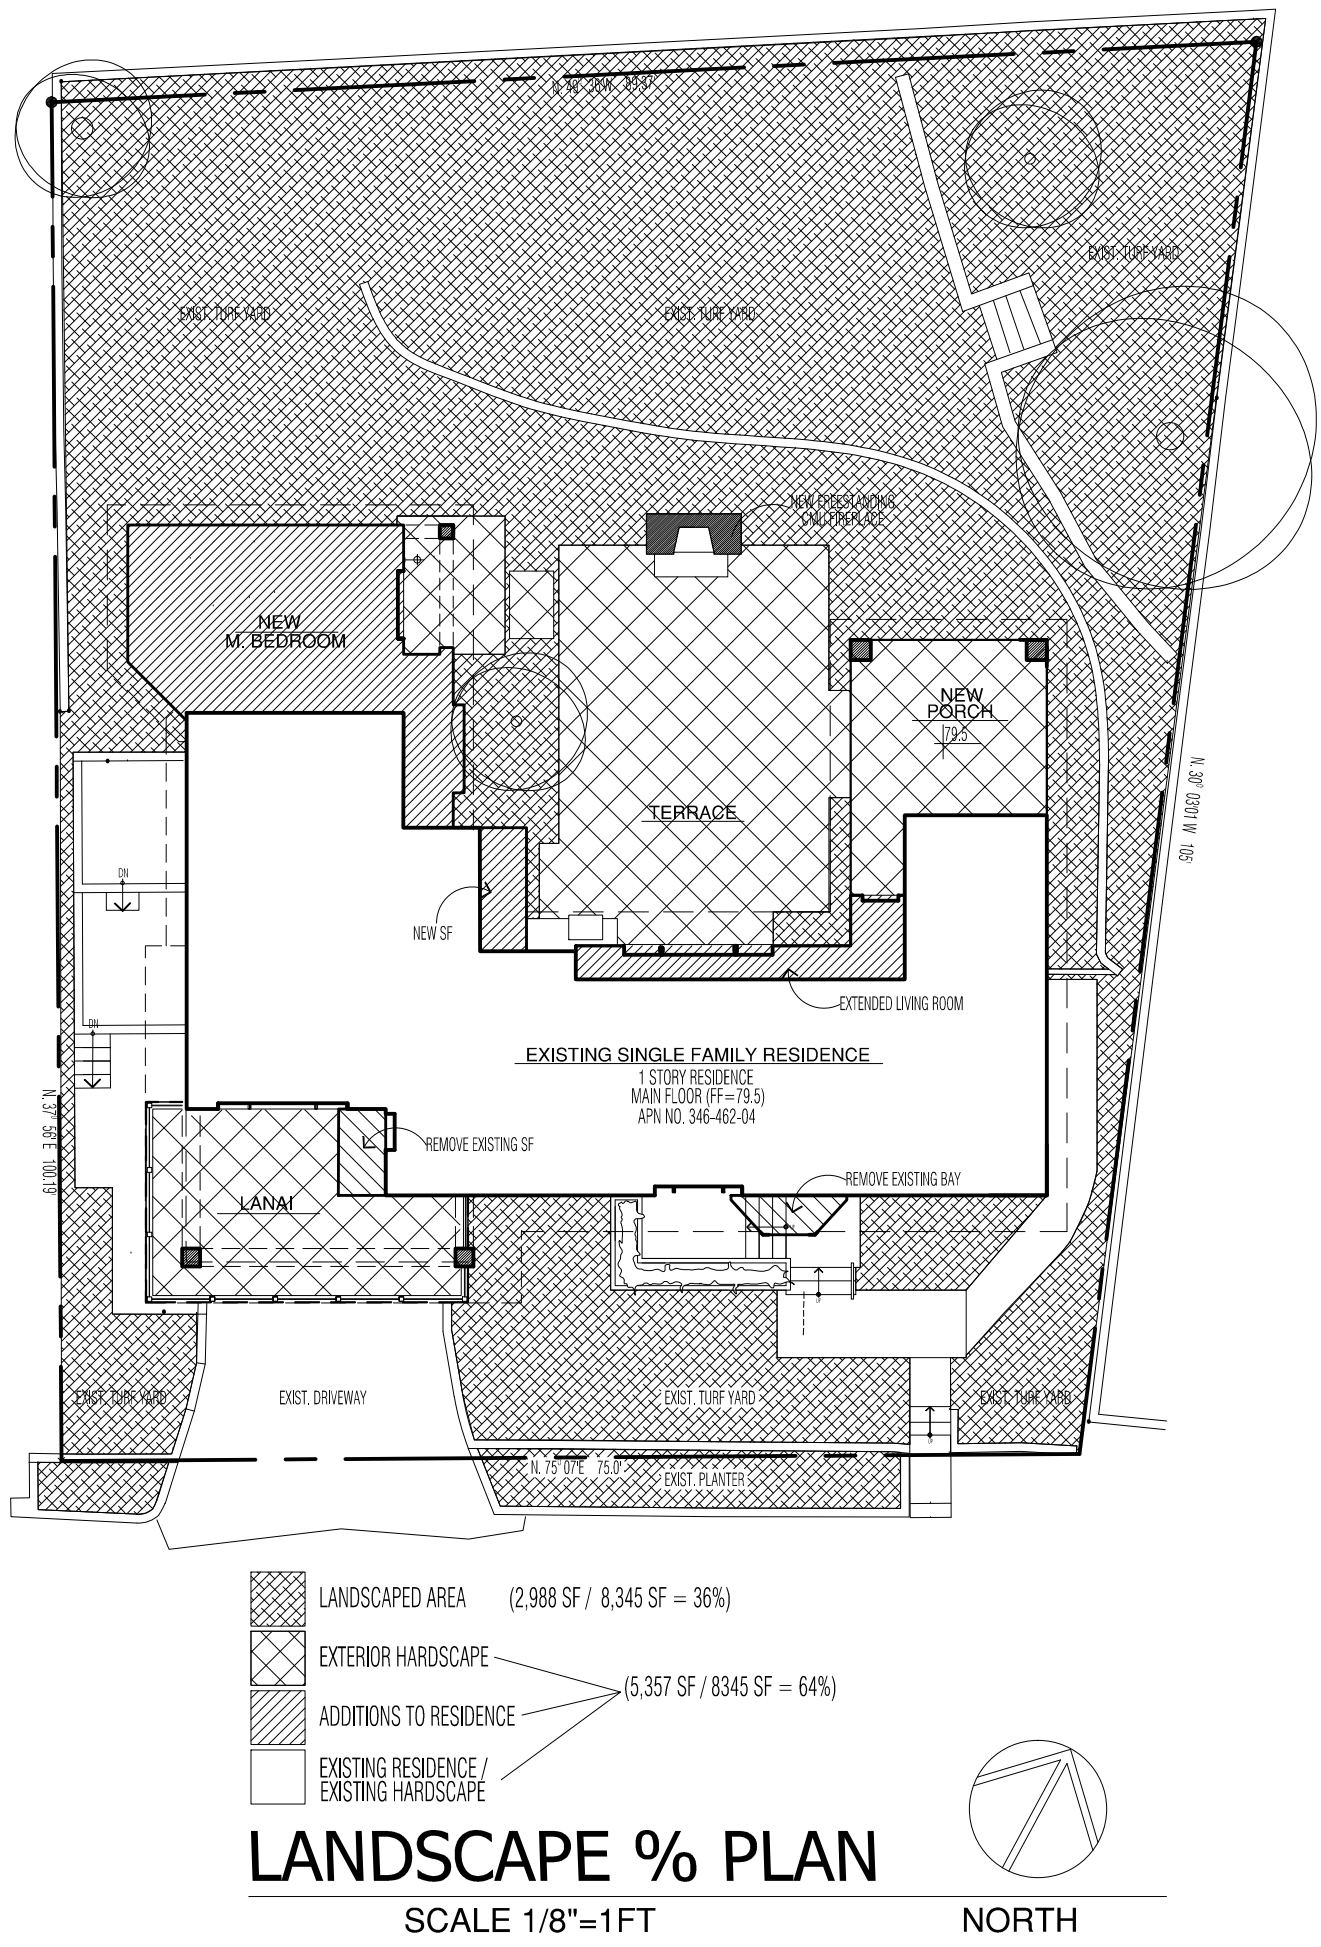 N. 49° 36'W 89.37'
EXIST. TURF YARD
EXIST. TURF YARD
EXIST. TURF YARD
NEW FREESTANDING
CMU FIREPLACE
NEW
M. BEDROOM
NEW
PORCH
79.5
TERRACE
N. 30° 03'01 W 105'
DN
NEW SF
EXTENDED LIVING ROOM
DN
EXISTING SINGLE FAMILY RESIDENCE
1 STORY RESIDENCE
MAIN FLOOR (FF=79.5)
APN NO. 346-462-04
N. 37° 56'E 100.19'
REMOVE EXISTING SF
REMOVE EXISTING BAY
LANAI
UP
EXIST. TURF YARD
EXIST. DRIVEWAY
EXIST. TURF YARD
EXIST. TURF YARD
UP
N. 75° 07'E 75.0'
EXIST. PLANTER
LANDSCAPED AREA (2,988 SF / 8,345 SF = 36%)
EXTERIOR HARDSCAPE
(5,357 SF / 8345 SF = 64%)
ADDITIONS TO RESIDENCE
EXISTING RESIDENCE /
EXISTING HARDSCAPE
LANDSCAPE % PLAN
SCALE 1/8"=1FT
NORTH